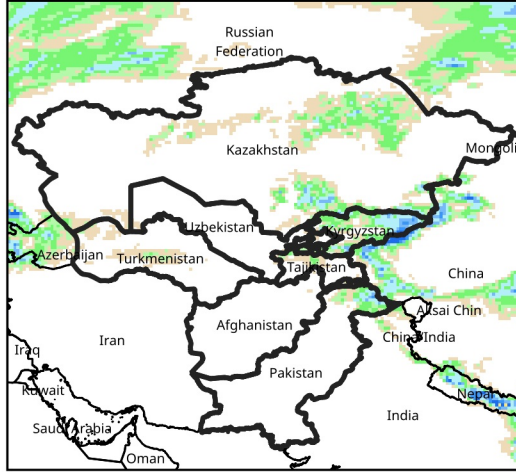 Russian
Federation
Kazakhstan
Mongoli
Uzbekistan
Kyrgyzstan
Azerbaijan
Turkmenistan
Tajikistan
China
Aksai Chin
Afghanistan
China/India
Iran
Iraq
Pakistan
Kuwait
Nepal
India
Saudi Arabia
Oman